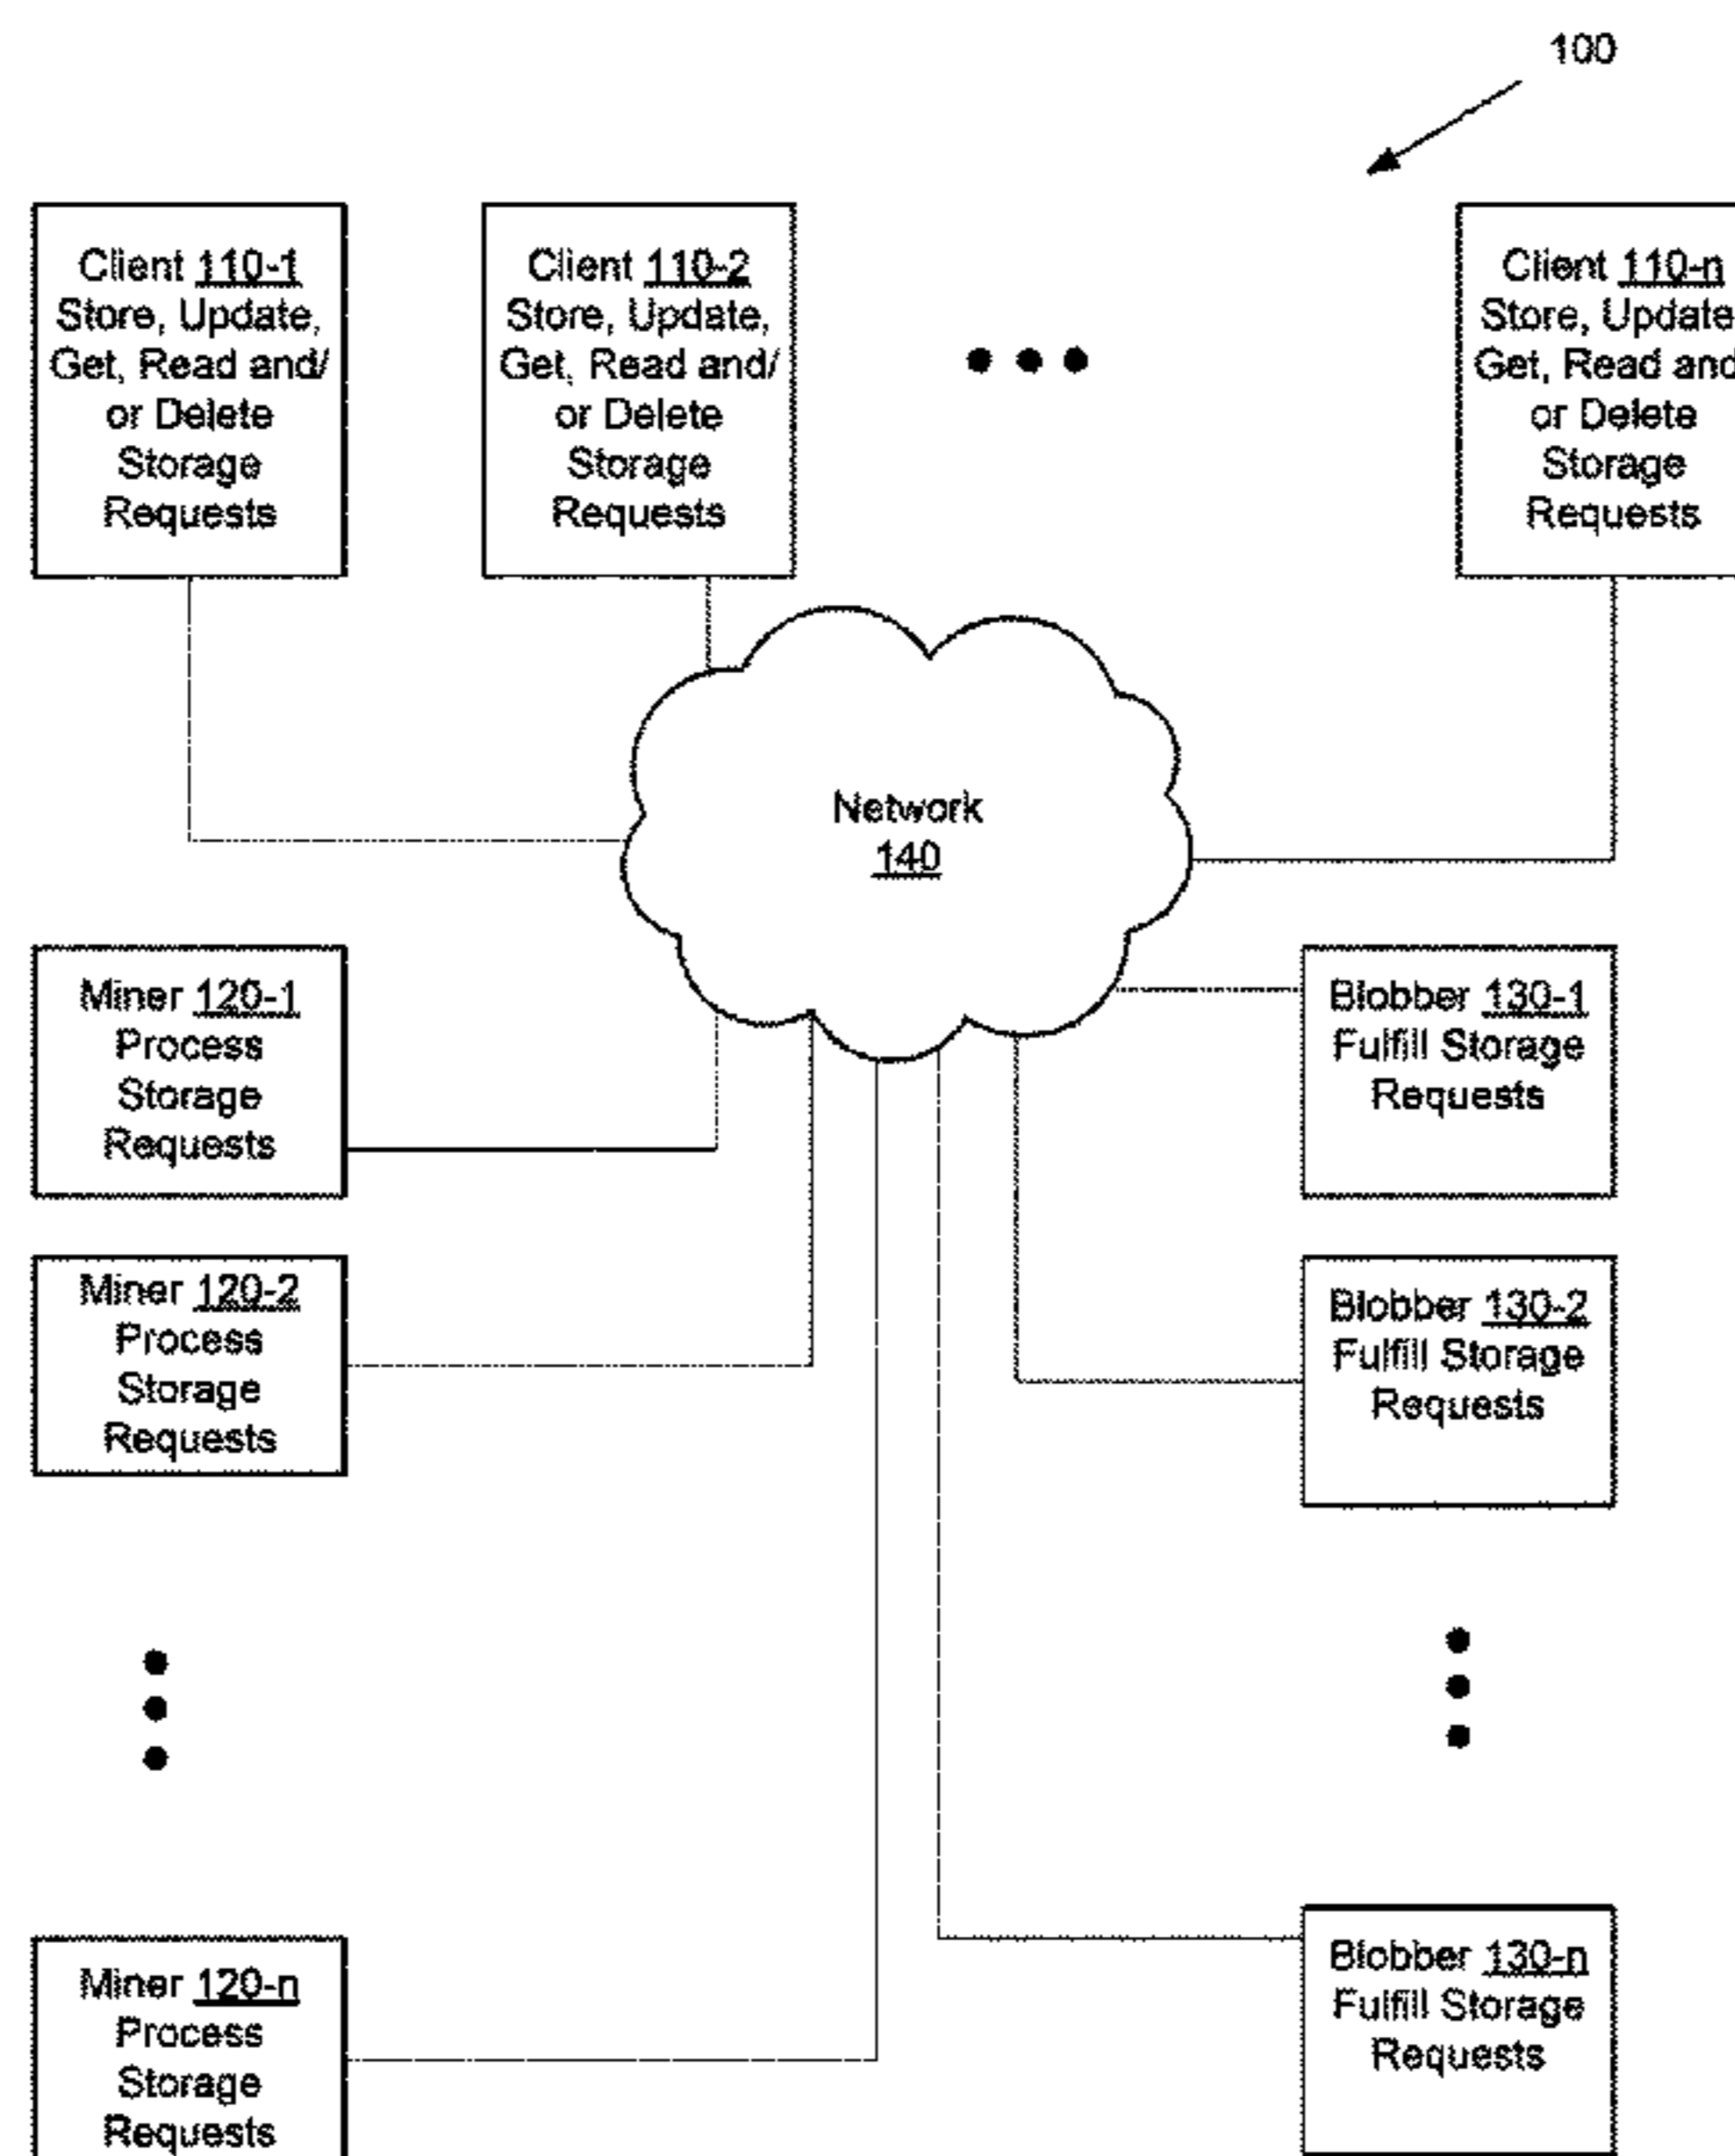 100
Client 110-1
Store, Update,
Get, Read and/
or Delete
Storage
Requests
Client 110-2
Store, Update,
Get, Read and/
or Delete
Storage
Requests
Client 110-n
Store, Update
Get, Read and
or Delete
Storage
Requests
Network
140
Miner 120-1
Process
Storage
Requests
Blobber 130-1
Fulfill Storage
Requests
Miner 120-2
Process
Storage
Requests
Blobber 130-2
Fulfill Storage
Requests
Miner 120-n
Process
Storage
Requests
Blobber 130-n
Fulfill Storage
Requests